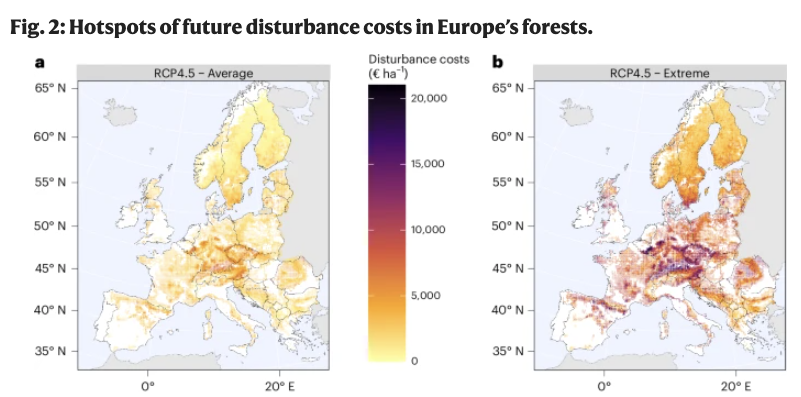 Fig. 2: Hotspots of future disturbance costs in Europe's forests.
a
RCP4.5 – Average
65° N
60° N
55° N
50° N
45° N
40° N
35° N
0°
20° E
Disturbance costs
(€ ha⁻¹)
20,000
15,000
10,000
5,000
0
b
RCP4.5 – Extreme
65° N
60° N
55° N
50° N
45° N
40° N
35° N
0°
20° E